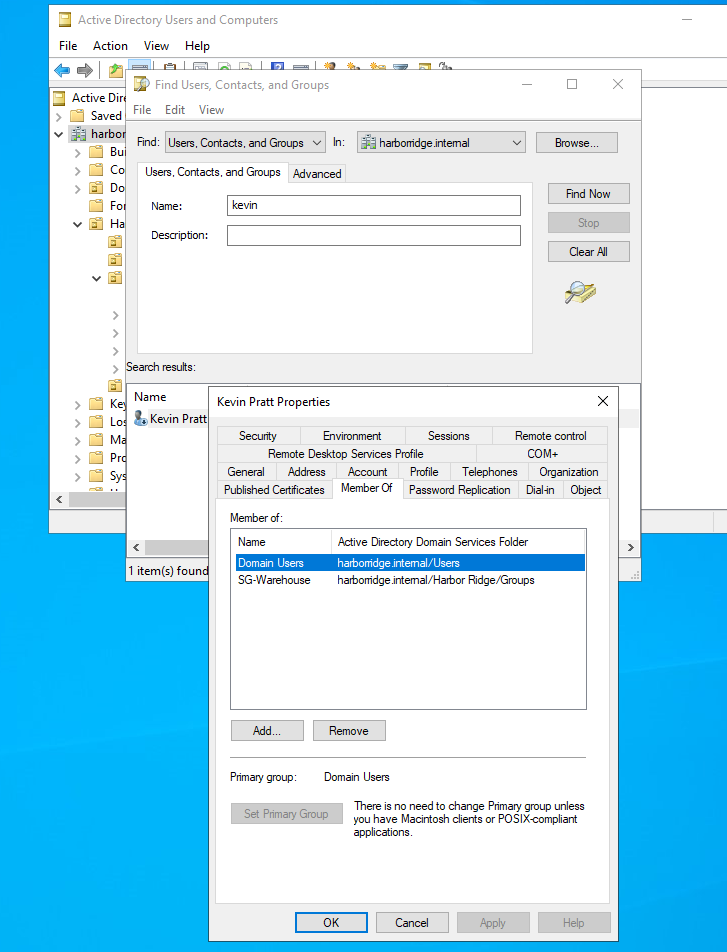 Active Directory Users and Computers
File Action View Help
Active Dire
Saved
harbor
Bui
Co
Do
For
Ha
Key
Los
Ma
Pro
Sys
Find Users, Contacts, and Groups
File Edit View
Find: Users, Contacts, and Groups In: harborridge.internal Browse...
Users, Contacts, and Groups Advanced
Name: kevin
Description:
Find Now
Stop
Clear All
Search results:
Name
Kevin Pratt
1 item(s) found
Kevin Pratt Properties
Security Environment Sessions Remote control
Remote Desktop Services Profile COM+
General Address Account Profile Telephones Organization
Published Certificates Member Of Password Replication Dial-in Object
Member of:
Name Active Directory Domain Services Folder
Domain Users harborridge.internal/Users
SG-Warehouse harborridge.internal/Harbor Ridge/Groups
Add... Remove
Primary group: Domain Users
Set Primary Group
There is no need to change Primary group unless
you have Macintosh clients or POSIX-compliant
applications.
OK Cancel Apply Help